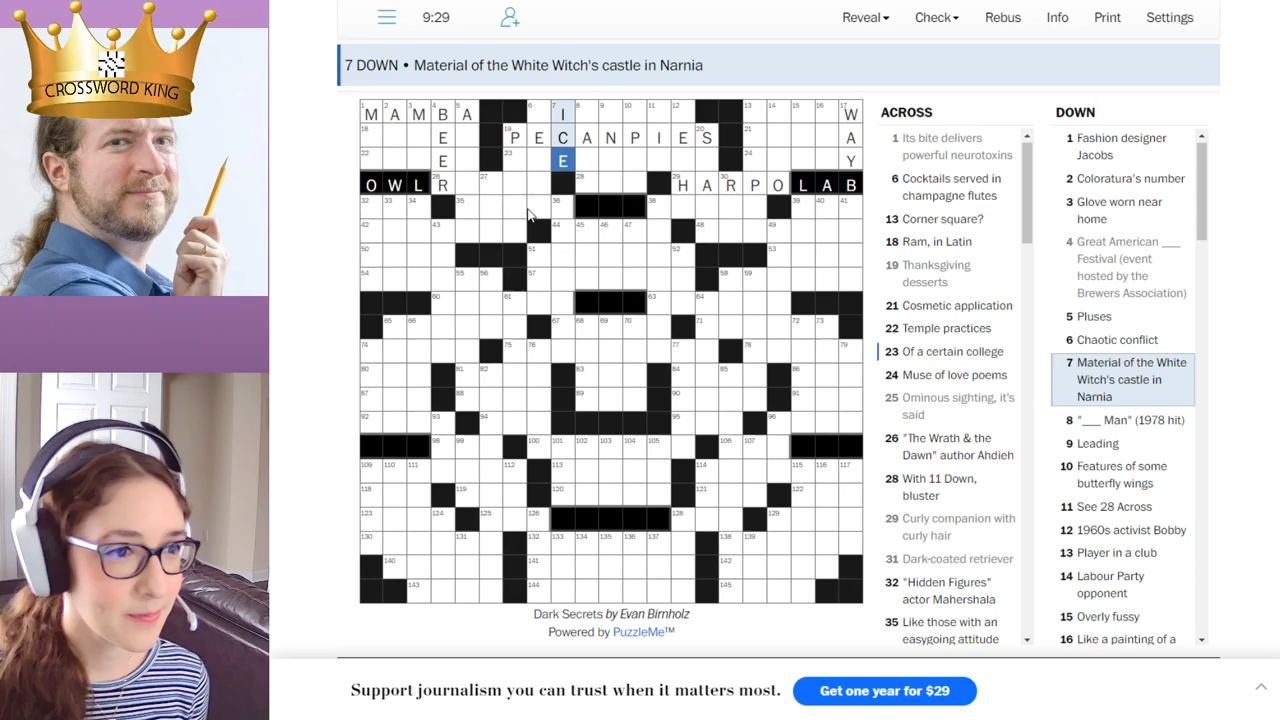 CROSSWORD KING
9:29
Reveal Check Rebus Info Print Settings
7 DOWN • Material of the White Witch's castle in Narnia
M A M B A I W
E P E C A N P I E S A
E E Y
O W L R H A R P O L A B
Dark Secrets by Evan Birnholz
Powered by PuzzleMe™
ACROSS
1 Its bite delivers
powerful neurotoxins
6 Cocktails served in
champagne flutes
13 Corner square?
18 Ram, in Latin
19 Thanksgiving
desserts
21 Cosmetic application
22 Temple practices
23 Of a certain college
24 Muse of love poems
25 Ominous sighting, it's
said
26 "The Wrath & the
Dawn" author Ahdieh
28 With 11 Down,
bluster
29 Curly companion with
curly hair
31 Dark-coated retriever
32 "Hidden Figures"
actor Mahershala
35 Like those with an
easygoing attitude
DOWN
1 Fashion designer
Jacobs
2 Coloratura's number
3 Glove worn near
home
4 Great American ___
Festival (event
hosted by the
Brewers Association)
5 Pluses
6 Chaotic conflict
7 Material of the White
Witch's castle in
Narnia
8 "___ Man" (1978 hit)
9 Leading
10 Features of some
butterfly wings
11 See 28 Across
12 1960s activist Bobby
13 Player in a club
14 Labour Party
opponent
15 Overly fussy
16 Like a painting of a
Support journalism you can trust when it matters most.
Get one year for $29